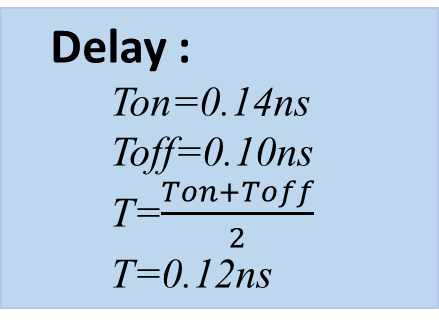 Delay :
Ton=0.14ns
Toff=0.10ns
T=Ton+Toff/2
T=0.12ns